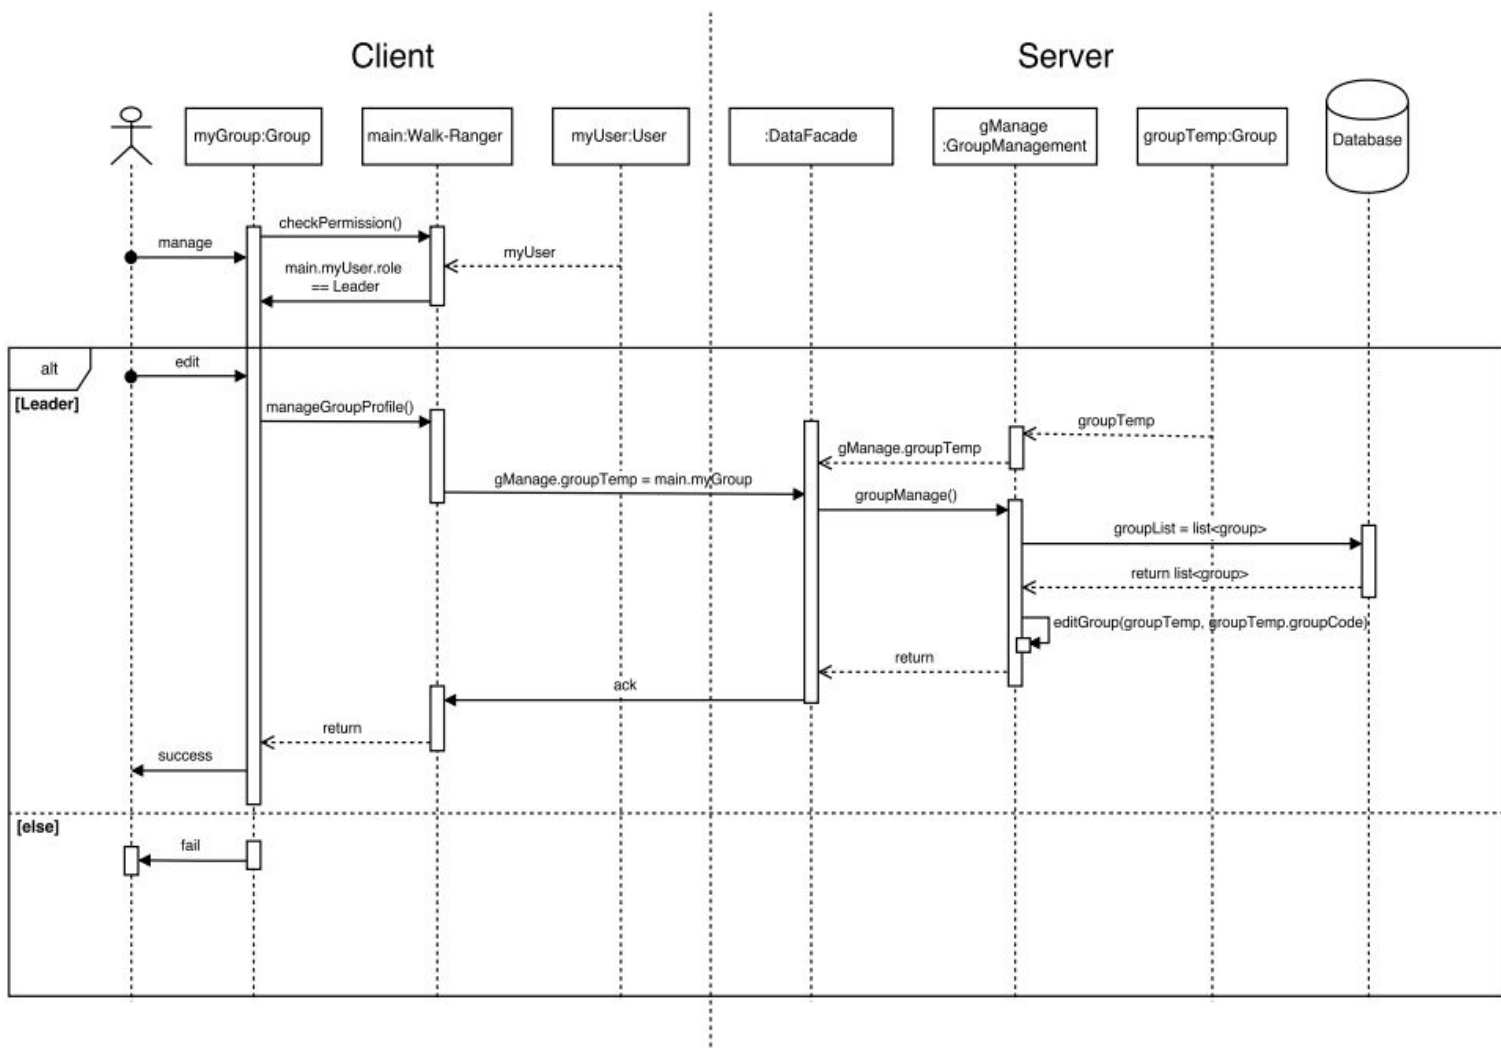 Client
Server
myGroup:Group
main:Walk-Ranger
myUser:User
:DataFacade
gManage
:GroupManagement
groupTemp:Group
Database
checkPermission()
manage
myUser
main.myUser.role
== Leader
alt
edit
[Leader]
manageGroupProfile()
groupTemp
gManage.groupTemp
gManage.groupTemp = main.myGroup
groupManage()
groupList = list<group>
return list<group>
editGroup(groupTemp, groupTemp.groupCode)
return
ack
return
success
[else]
fail